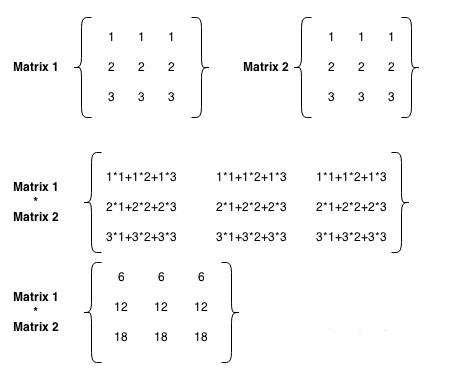 1 1 1
Matrix 1 2 2 2
3 3 3
1 1 1
Matrix 2 2 2 2
3 3 3
Matrix 1
*
Matrix 2
1*1+1*2+1*3 1*1+1*2+1*3 1*1+1*2+1*3
2*1+2*2+2*3 2*1+2*2+2*3 2*1+2*2+2*3
3*1+3*2+3*3 3*1+3*2+3*3 3*1+3*2+3*3
Matrix 1
*
Matrix 2
6 6 6
12 12 12
18 18 18